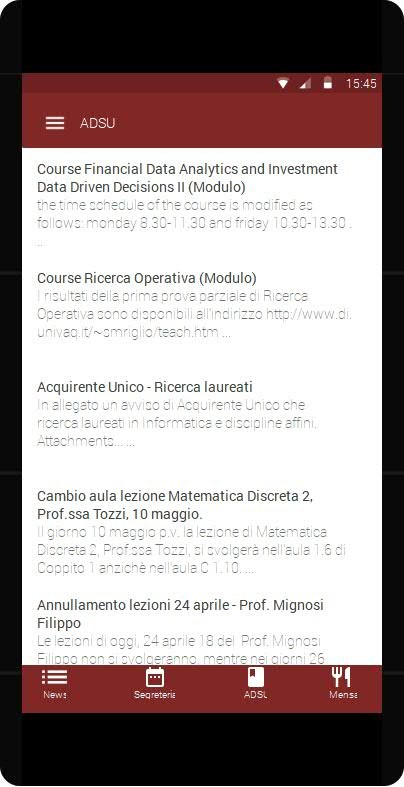 15:45
ADSU
Course Financial Data Analytics and Investment
Data Driven Decisions II (Modulo)
the time schedule of the course is modified as
follows: monday 8.30-11.30 and friday 10.30-13.30 .
..
Course Ricerca Operativa (Modulo)
I risultati della prima prova parziale di Ricerca
Operativa sono disponibili all'indirizzo http://www.di.
univaq.it/~smriglio/teach.htm ...
Acquirente Unico - Ricerca laureati
In allegato un avviso di Acquirente Unico che
ricerca laureati in Informatica e discipline affini.
Attachments... ...
Cambio aula lezione Matematica Discreta 2,
Prof.ssa Tozzi, 10 maggio.
Il giorno 10 maggio p.v. la lezione di Matematica
Discreta 2, Prof.ssa Tozzi, si svolgerà nell'aula 1.6 di
Coppito 1 anzichè nell'aula C 1.10. ...
Annullamento lezioni 24 aprile - Prof. Mignosi
Filippo
Le lezioni di oggi, 24 aprile 18 del Prof. Mignosi
Filippo non si svolgeranno, mentre nei giorni 26
News Segreteria ADSU Mensa